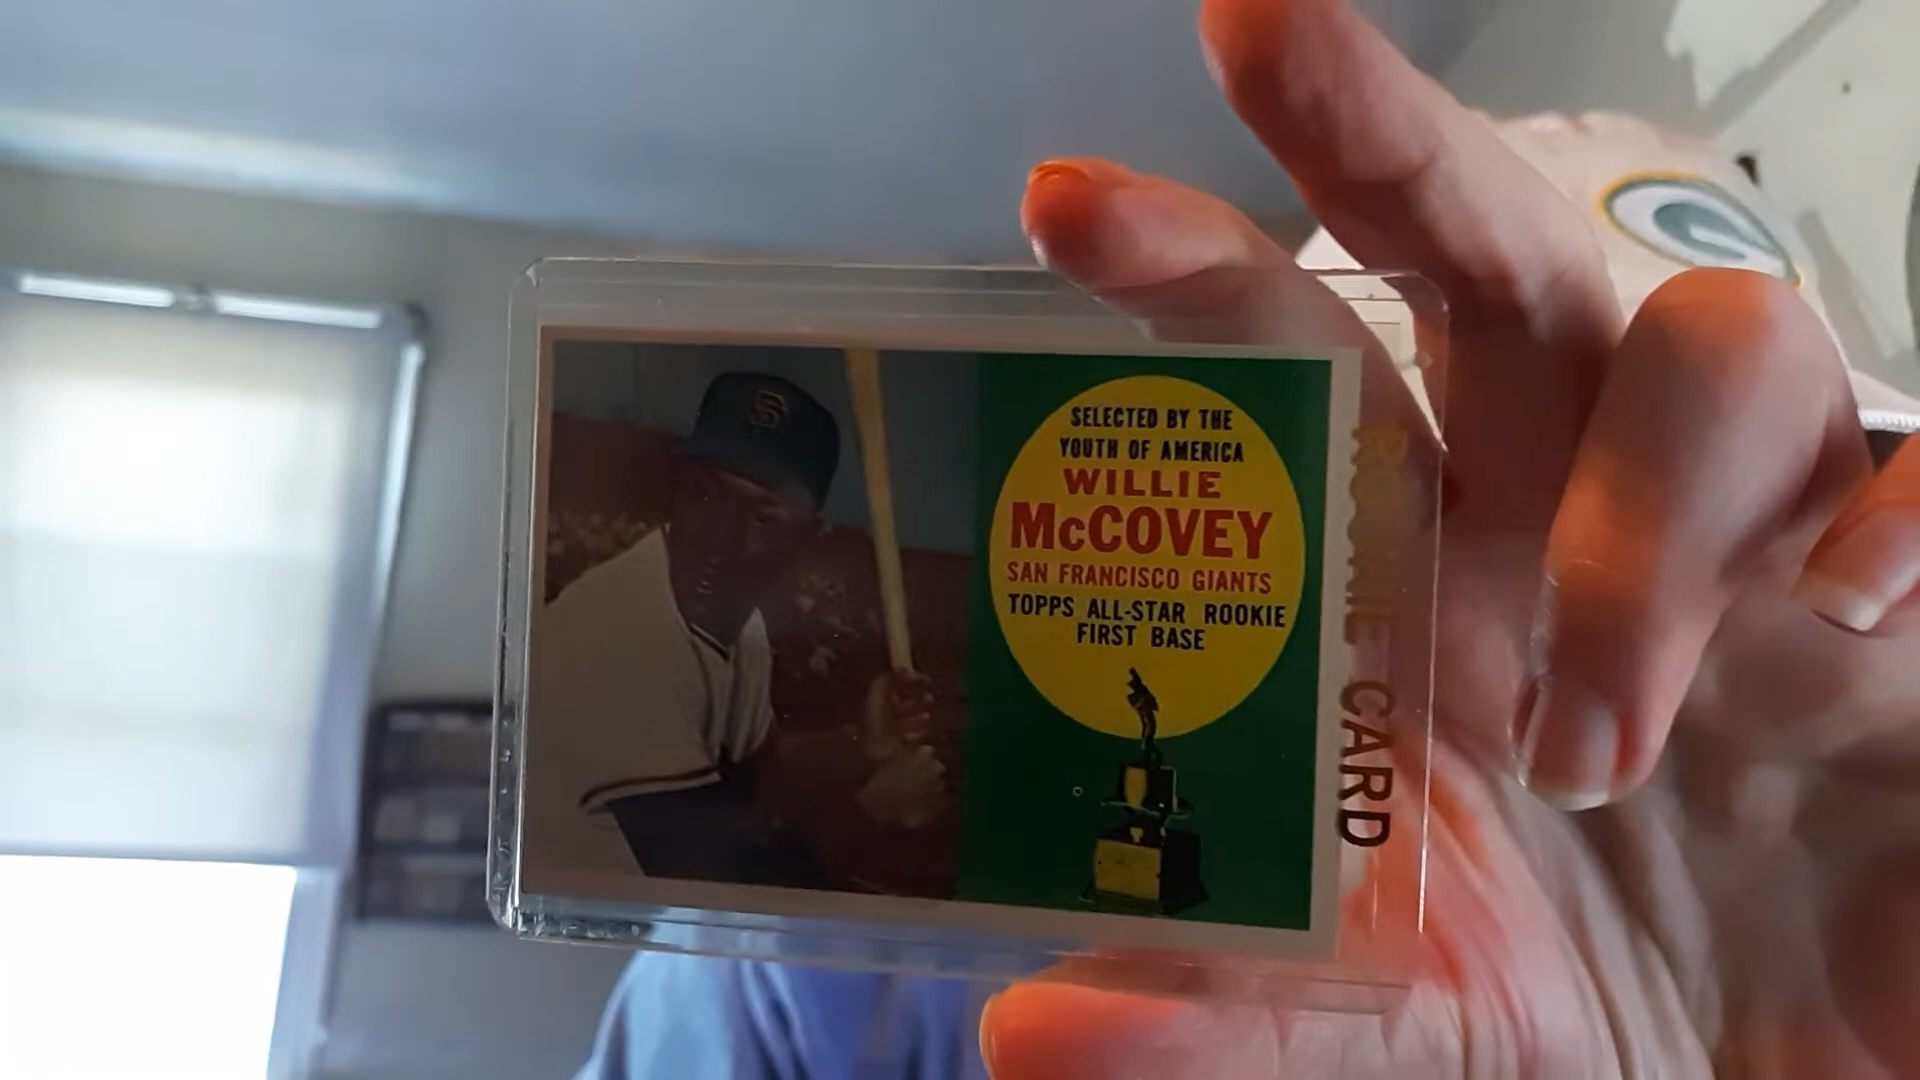 SF
SELECTED BY THE
YOUTH OF AMERICA
WILLIE
McCOVEY
SAN FRANCISCO GIANTS
TOPPS ALL-STAR ROOKIE
FIRST BASE
ROOKIE CARD
G